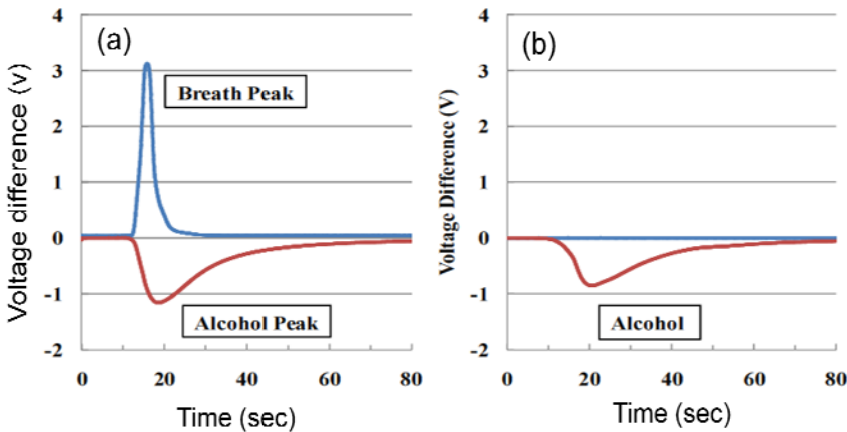 (a)
Voltage difference (v)
4
3
2
1
0
-1
-2
Breath Peak
Alcohol Peak
0
20
40
60
80
Time (sec)
(b)
Voltage Difference (V)
4
3
2
1
0
-1
-2
Alcohol
0
20
40
60
80
Time (sec)